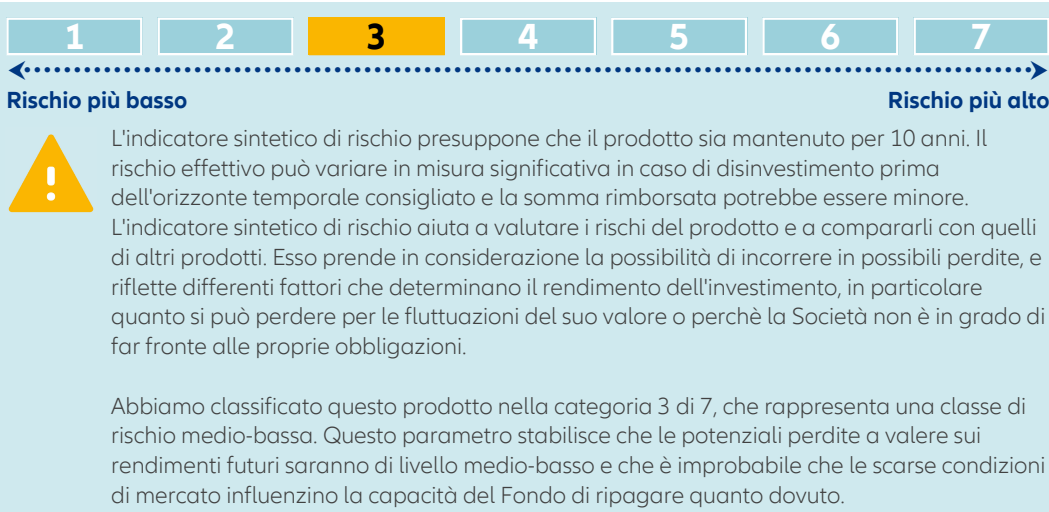 1 2 3 4 5 6 7
Rischio più basso Rischio più alto
L'indicatore sintetico di rischio presuppone che il prodotto sia mantenuto per 10 anni. Il
rischio effettivo può variare in misura significativa in caso di disinvestimento prima
dell'orizzonte temporale consigliato e la somma rimborsata potrebbe essere minore.
L'indicatore sintetico di rischio aiuta a valutare i rischi del prodotto e a compararli con quelli
di altri prodotti. Esso prende in considerazione la possibilità di incorrere in possibili perdite, e
riflette differenti fattori che determinano il rendimento dell'investimento, in particolare
quanto si può perdere per le fluttuazioni del suo valore o perchè la Società non è in grado di
far fronte alle proprie obbligazioni.
Abbiamo classificato questo prodotto nella categoria 3 di 7, che rappresenta una classe di
rischio medio-bassa. Questo parametro stabilisce che le potenziali perdite a valere sui
rendimenti futuri saranno di livello medio-basso e che è improbabile che le scarse condizioni
di mercato influenzino la capacità del Fondo di ripagare quanto dovuto.